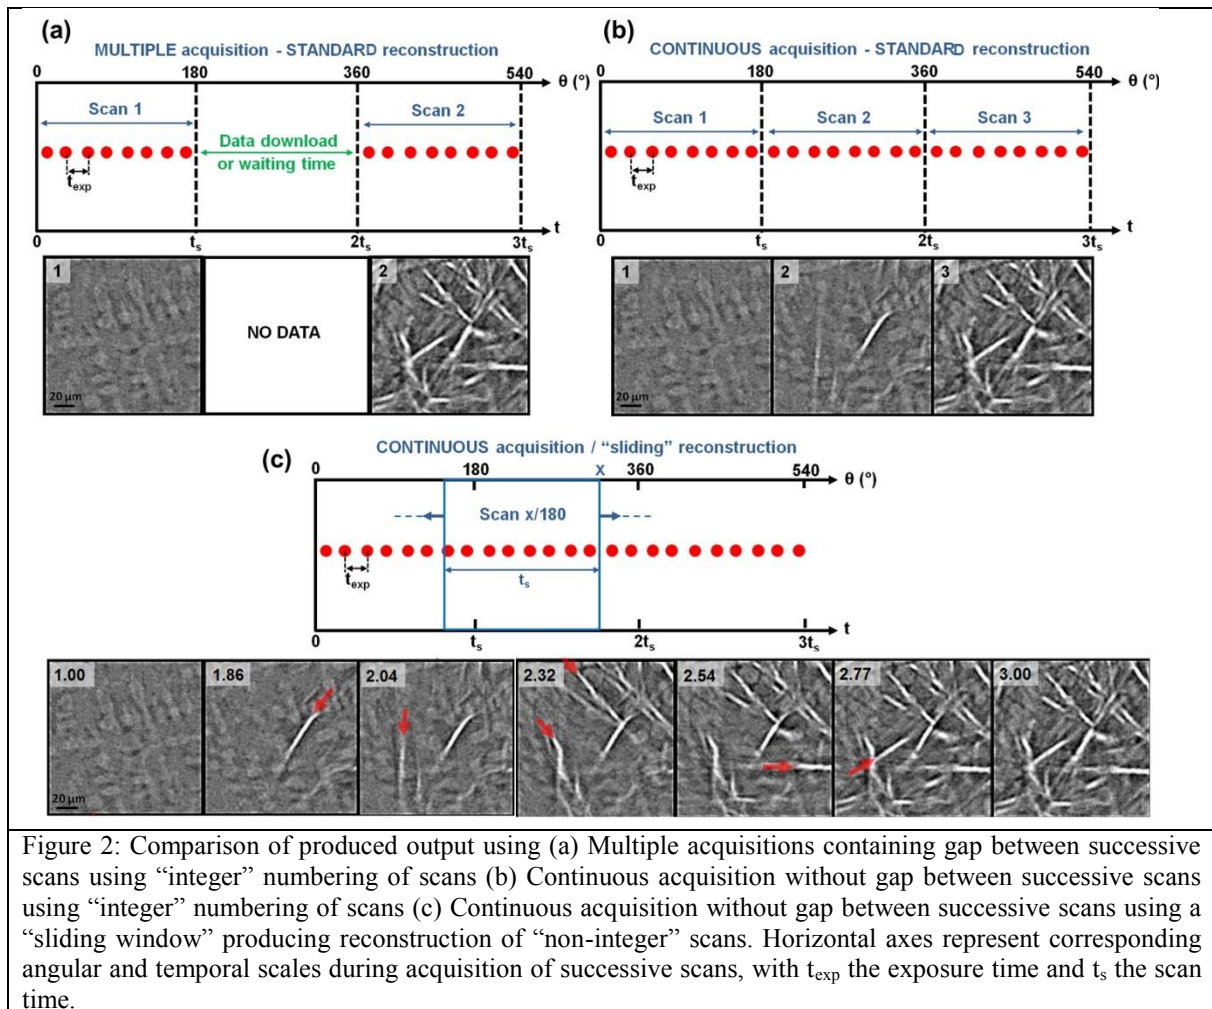 (a)
MULTIPLE acquisition - STANDARD reconstruction
0 180 360 540 θ (°)
Scan 1
Scan 2
Data download
or waiting time
texp
0 ts 2ts 3ts t
1
NO DATA
2
20 µm
(b)
CONTINUOUS acquisition - STANDARD reconstruction
0 180 360 540 θ (°)
Scan 1 Scan 2 Scan 3
texp
0 ts 2ts 3ts t
1 2 3
20 µm
(c)
CONTINUOUS acquisition / “sliding” reconstruction
0 180 x 360 540 θ (°)
Scan x/180
texp
ts
0 ts 2ts 3ts t
1.00 1.86 2.04 2.32 2.54 2.77 3.00
20 µm
Figure 2: Comparison of produced output using (a) Multiple acquisitions containing gap between successive
scans using “integer” numbering of scans (b) Continuous acquisition without gap between successive scans
using “integer” numbering of scans (c) Continuous acquisition without gap between successive scans using a
“sliding window” producing reconstruction of “non-integer” scans. Horizontal axes represent corresponding
angular and temporal scales during acquisition of successive scans, with texp the exposure time and ts the scan
time.